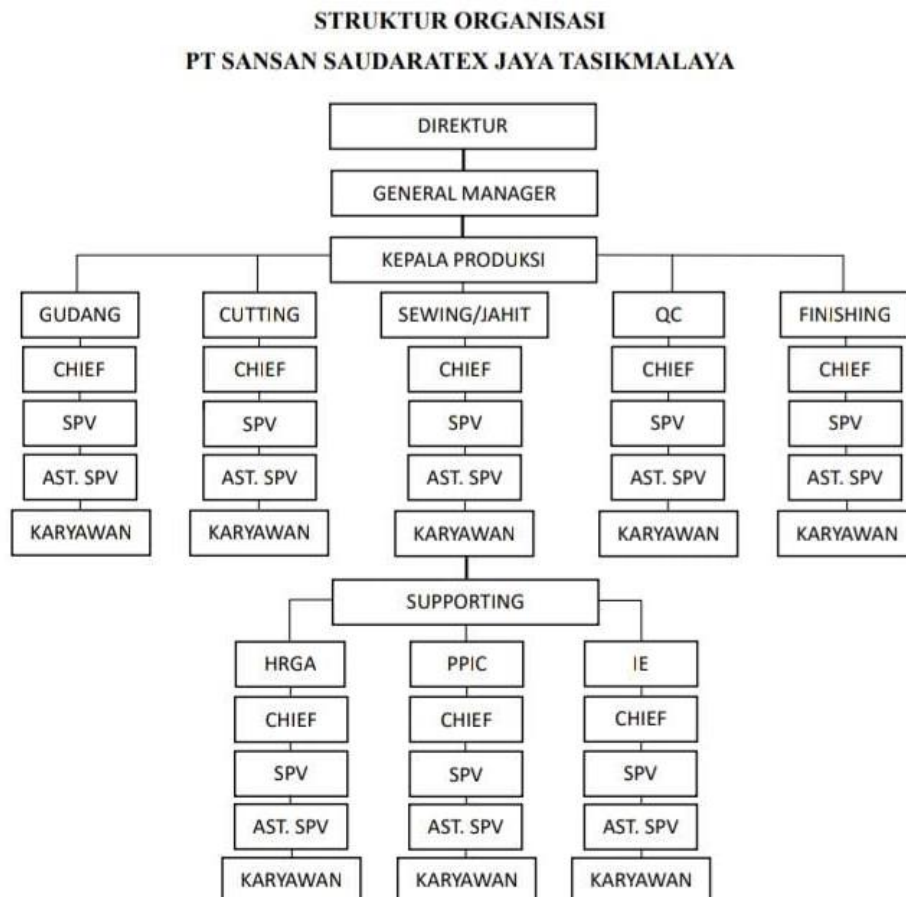 STRUKTUR ORGANISASI
PT SANSAN SAUDARATEX JAYA TASIKMALAYA
DIREKTUR
GENERAL MANAGER
KEPALA PRODUKSI
GUDANG CUTTING SEWING/JAHIT QC FINISHING
CHIEF CHIEF CHIEF CHIEF CHIEF
SPV SPV SPV SPV SPV
AST. SPV AST. SPV AST. SPV AST. SPV AST. SPV
KARYAWAN KARYAWAN KARYAWAN KARYAWAN KARYAWAN
SUPPORTING
HRGA PPIC IE
CHIEF CHIEF CHIEF
SPV SPV SPV
AST. SPV AST. SPV AST. SPV
KARYAWAN KARYAWAN KARYAWAN